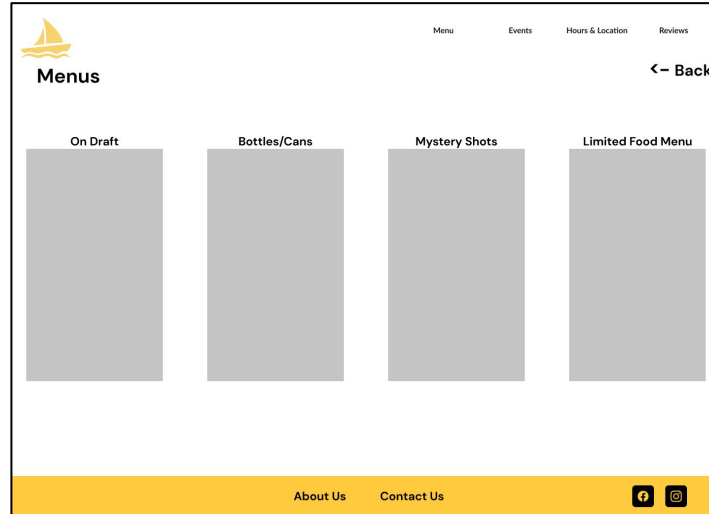 Menu Events Hours & Location Reviews
Menus
<- Back
On Draft Bottles/Cans Mystery Shots Limited Food Menu
About Us Contact Us